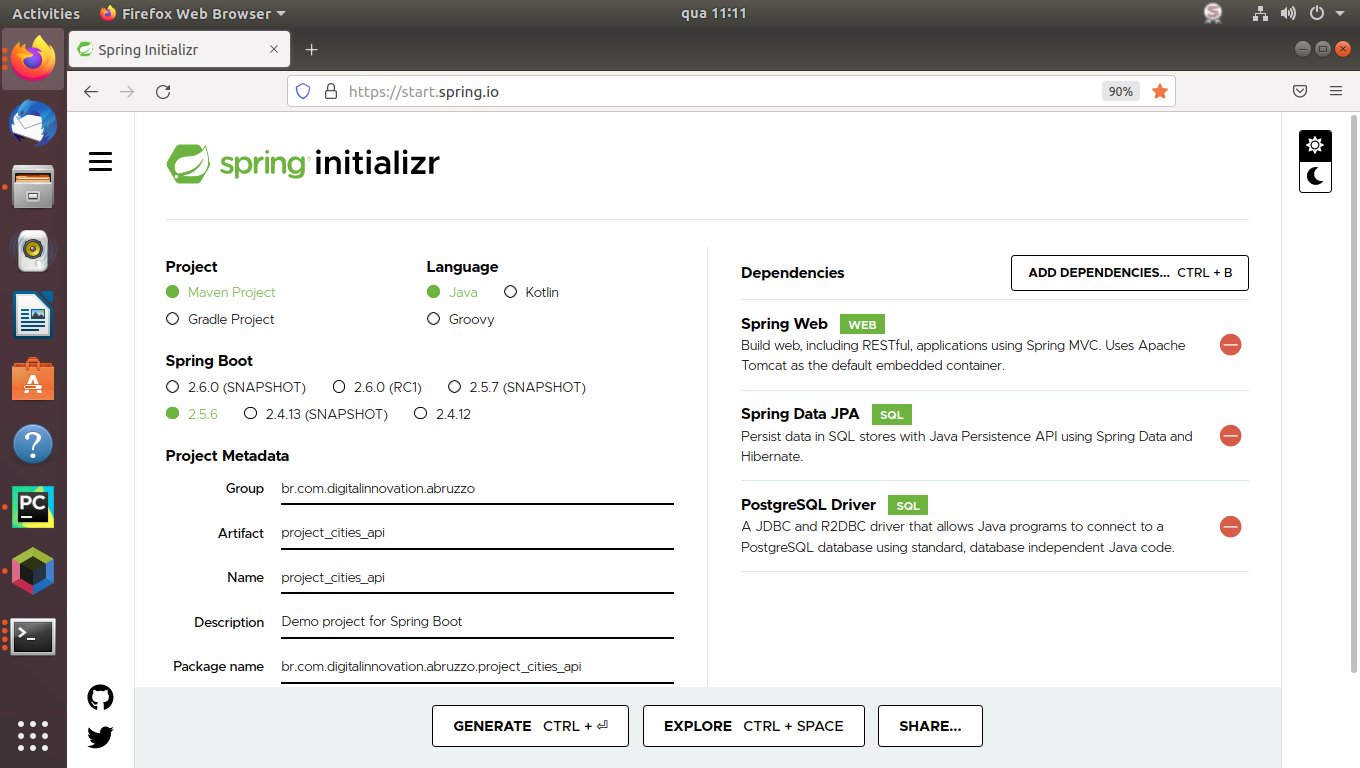 Activities Firefox Web Browser qua 11:11
Spring Initializr
https://start.spring.io 90%
spring initializr
Project
Maven Project
Gradle Project
Language
Java Kotlin
Groovy
Spring Boot
2.6.0 (SNAPSHOT) 2.6.0 (RC1) 2.5.7 (SNAPSHOT)
2.5.6 2.4.13 (SNAPSHOT) 2.4.12
Project Metadata
Group br.com.digitalinnovation.abruzzo
Artifact project_cities_api
Name project_cities_api
Description Demo project for Spring Boot
Package name br.com.digitalinnovation.abruzzo.project_cities_api
Dependencies ADD DEPENDENCIES... CTRL + B
Spring Web WEB
Build web, including RESTful, applications using Spring MVC. Uses Apache
Tomcat as the default embedded container.
Spring Data JPA SQL
Persist data in SQL stores with Java Persistence API using Spring Data and
Hibernate.
PostgreSQL Driver SQL
A JDBC and R2DBC driver that allows Java programs to connect to a
PostgreSQL database using standard, database independent Java code.
GENERATE CTRL + ⏎ EXPLORE CTRL + SPACE SHARE...
PC